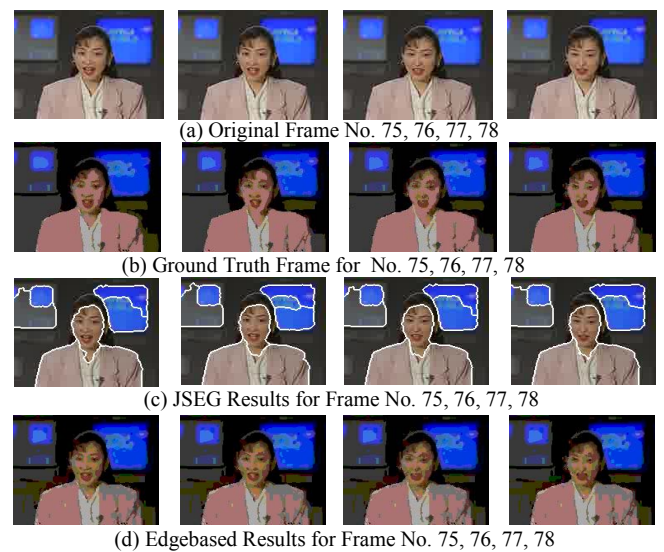 (a) Original Frame No. 75, 76, 77, 78
(b) Ground Truth Frame for No. 75, 76, 77, 78
(c) JSEG Results for Frame No. 75, 76, 77, 78
(d) Edgebased Results for Frame No. 75, 76, 77, 78